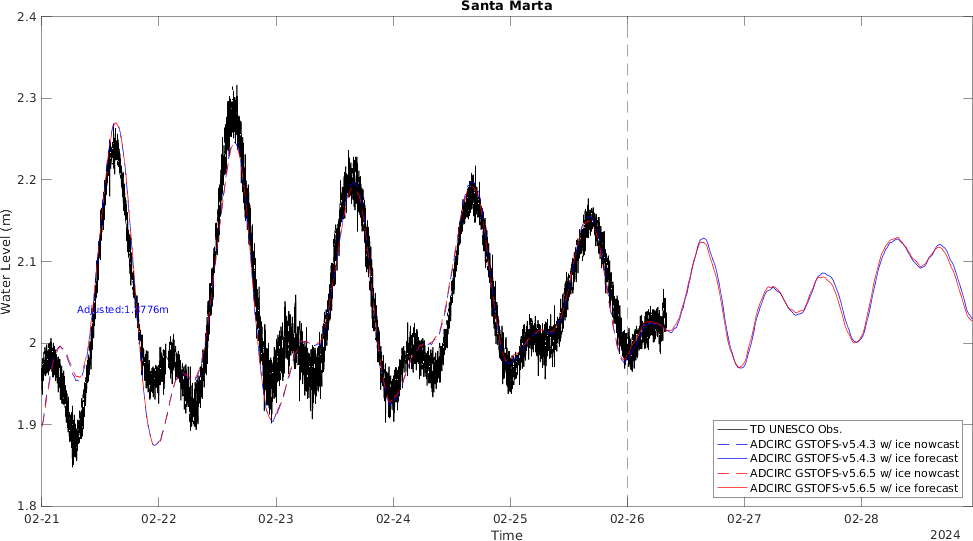 Santa Marta
2.4
2.3
2.2
2.1
2
1.9
1.8
Water Level (m)
TD UNESCO Obs.
ADCIRC GSTOFS-v5.4.3 w/ ice nowcast
ADCIRC GSTOFS-v5.4.3 w/ ice forecast
ADCIRC GSTOFS-v5.6.5 w/ ice nowcast
ADCIRC GSTOFS-v5.6.5 w/ ice forecast
02-21 02-22 02-23 02-24 02-25 02-26 02-27 02-28
Time
2024